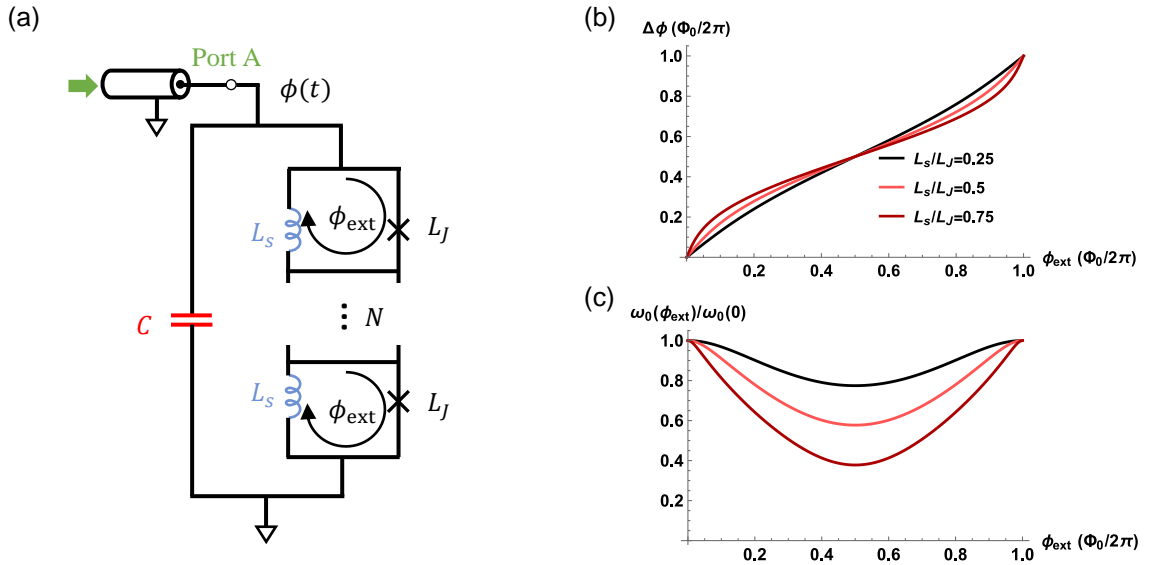 (a)
Port A
ϕ(t)
L_s
ϕ_ext
L_J
C
⋮ N
L_s
ϕ_ext
L_J
(b)
Δϕ (Φ₀/2π)
1.0
0.8
0.6
0.4
0.2
0.2 0.4 0.6 0.8 1.0
ϕ_ext (Φ₀/2π)
L_s/L_J=0.25
L_s/L_J=0.5
L_s/L_J=0.75
(c)
ω₀(ϕ_ext)/ω₀(0)
1.0
0.8
0.6
0.4
0.2
0.2 0.4 0.6 0.8 1.0
ϕ_ext (Φ₀/2π)